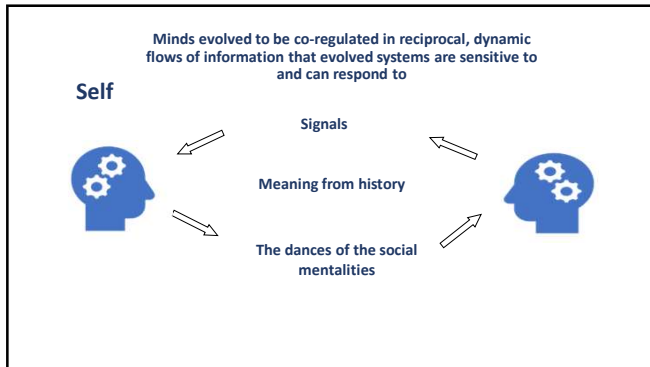 Minds evolved to be co-regulated in reciprocal, dynamic
flows of information that evolved systems are sensitive to
and can respond to
Self
Signals
Meaning from history
The dances of the social
mentalities